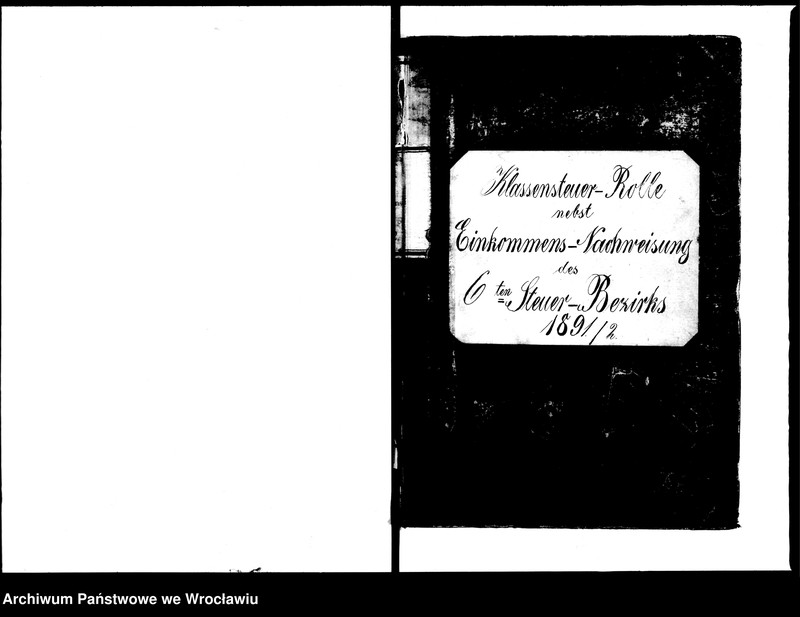 Klassensteuer-Rolle
nebst
Einkommens-Nachweisung
des
6ten Steuer-Bezirks
1891/2.
Archiwum Państwowe we Wrocławiu